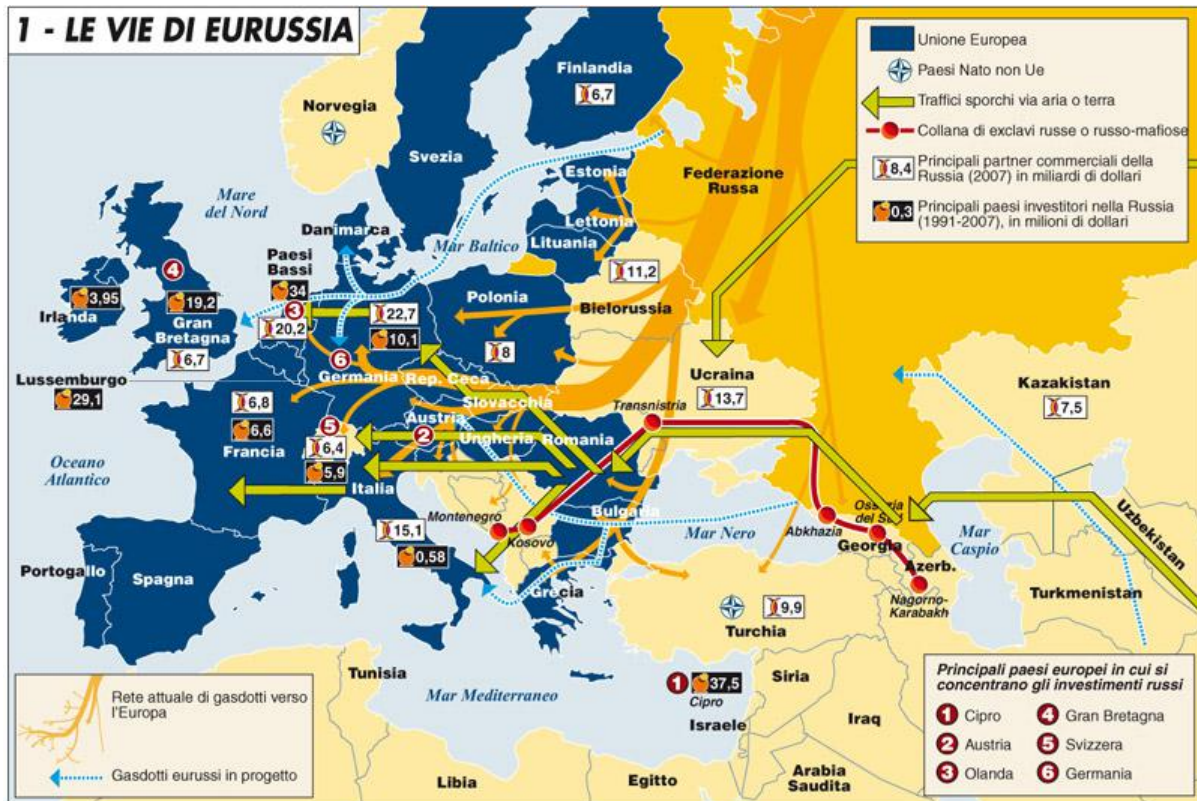 1 - LE VIE DI EURUSSIA
Unione Europea
Paesi Nato non Ue
Traffici sporchi via aria o terra
Collana di exclavi russe o russo-mafiose
8,4
Principali partner commerciali della
Russia (2007) in miliardi di dollari
0,3
Principali paesi investitori nella Russia
(1991-2007), in milioni di dollari
Finlandia
6,7
Norvegia
Svezia
Federazione
Russa
Estonia
Lettonia
Lituania
Mare
del Nord
Danimarca
Mar Baltico
Paesi
Bassi
34
3
20,2
4
3,95
Irlanda
19,2
Gran
Bretagna
6,7
22,7
10,1
6
Germania
Polonia
8
11,2
Bielorussia
Rep. Ceca
Slovacchia
Ucraina
13,7
Kazakistan
7,5
Lussemburgo
29,1
6,8
6,6
Francia
5
6,4
5,9
Austria
2
Ungheria
Romania
Transnistria
Oceano
Atlantico
Italia
15,1
0,58
Montenegro
Kosovo
Bulgaria
Mar Nero
Abkhazia
Ossezia
del Sud
Georgia
Azerb.
Nagorno-
Karabakh
Mar
Caspio
Uzbekistan
Turkmenistan
Portogallo
Spagna
Grecia
9,9
Turchia
Tunisia
Mar Mediterraneo
1
37,5
Cipro
Siria
Israele
Iraq
Libia
Egitto
Arabia
Saudita
Rete attuale di gasdotti verso
l'Europa
Gasdotti eurussi in progetto
Principali paesi europei in cui si
concentrano gli investimenti russi
1 Cipro
2 Austria
3 Olanda
4 Gran Bretagna
5 Svizzera
6 Germania